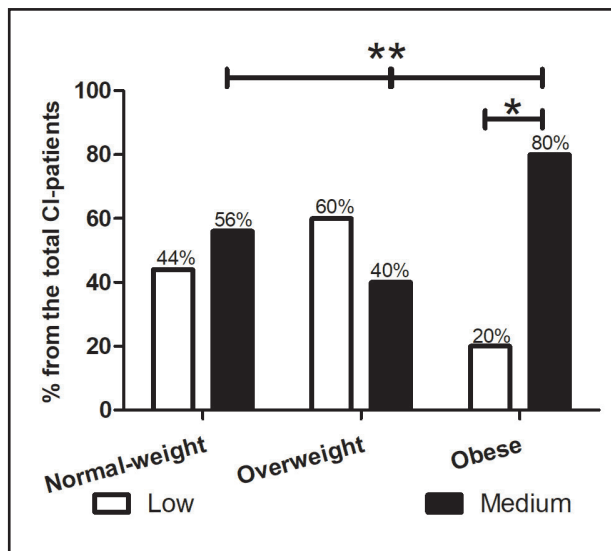 **
*
% from the total CI-patients
100
80
60
40
20
0
44%
56%
60%
40%
20%
80%
Normal-weight
Overweight
Obese
Low
Medium